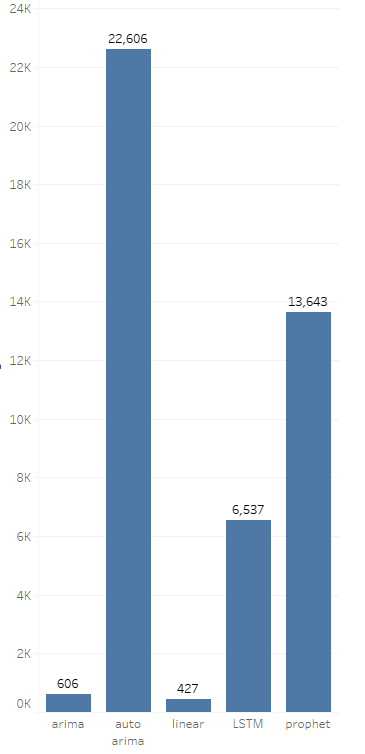 24K
22,606
22K
20K
18K
16K
14K
13,643
12K
10K
8K
6,537
6K
4K
2K
606
427
0K
arima
auto
arima
linear
LSTM
prophet